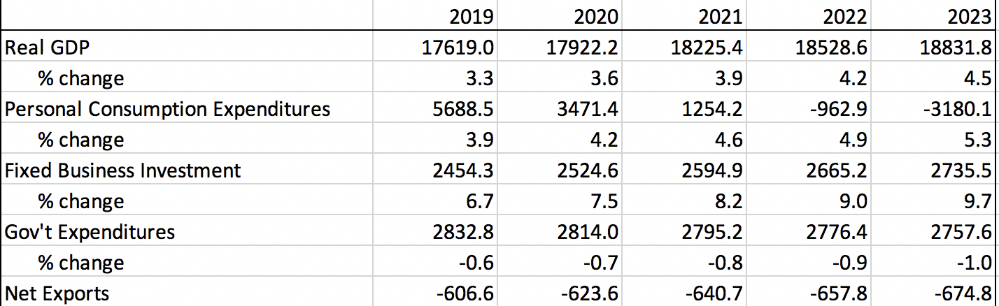 2019 2020 2021 2022 2023
Real GDP 17619.0 17922.2 18225.4 18528.6 18831.8
% change 3.3 3.6 3.9 4.2 4.5
Personal Consumption Expenditures 5688.5 3471.4 1254.2 -962.9 -3180.1
% change 3.9 4.2 4.6 4.9 5.3
Fixed Business Investment 2454.3 2524.6 2594.9 2665.2 2735.5
% change 6.7 7.5 8.2 9.0 9.7
Gov't Expenditures 2832.8 2814.0 2795.2 2776.4 2757.6
% change -0.6 -0.7 -0.8 -0.9 -1.0
Net Exports -606.6 -623.6 -640.7 -657.8 -674.8